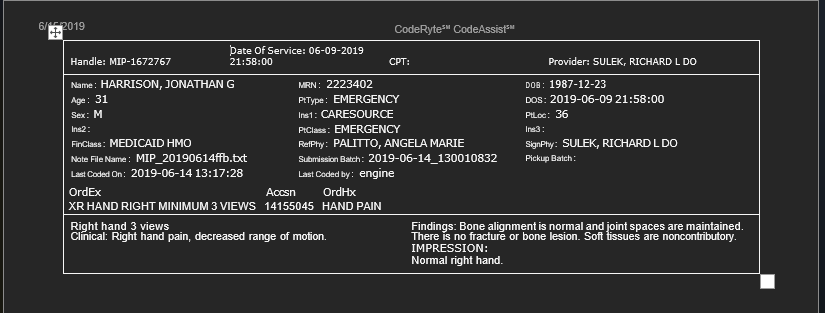 6/15/2019 CodeRyte℠ CodeAssist℠
Date Of Service: 06-09-2019
Handle: MIP-1672767 21:58:00 CPT: Provider: SULEK, RICHARD L DO
Name: HARRISON, JONATHAN G MRN: 2223402 DOB: 1987-12-23
Age: 31 PtType: EMERGENCY DOS: 2019-06-09 21:58:00
Sex: M Ins1: CARESOURCE PtLoc: 36
Ins2: PtClass: EMERGENCY Ins3:
FinClass: MEDICAID HMO RefPhy: PALITTO, ANGELA MARIE SignPhy: SULEK, RICHARD L DO
Note File Name: MIP_20190614ffb.txt Submission Batch: 2019-06-14_130010832 Pickup Batch:
Last Coded On: 2019-06-14 13:17:28 Last Coded by: engine
OrdEx Accsn OrdHx
XR HAND RIGHT MINIMUM 3 VIEWS 14155045 HAND PAIN
Right hand 3 views
Clinical: Right hand pain, decreased range of motion.
Findings: Bone alignment is normal and joint spaces are maintained.
There is no fracture or bone lesion. Soft tissues are noncontributory.
IMPRESSION:
Normal right hand.